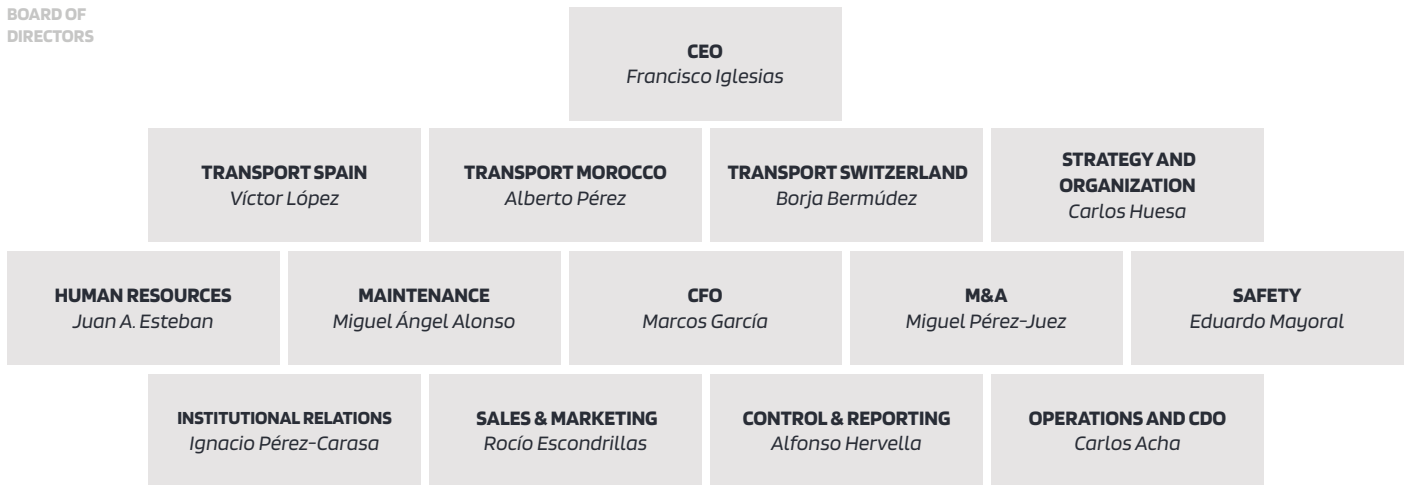 BOARD OF
DIRECTORS
CEO
Francisco Iglesias
TRANSPORT SPAIN
Víctor López
TRANSPORT MOROCCO
Alberto Pérez
TRANSPORT SWITZERLAND
Borja Bermúdez
STRATEGY AND
ORGANIZATION
Carlos Huesa
HUMAN RESOURCES
Juan A. Esteban
MAINTENANCE
Miguel Ángel Alonso
CFO
Marcos García
M&A
Miguel Pérez-Juez
SAFETY
Eduardo Mayoral
INSTITUTIONAL RELATIONS
Ignacio Pérez-Carasa
SALES & MARKETING
Rocío Escondrillas
CONTROL & REPORTING
Alfonso Hervella
OPERATIONS AND CDO
Carlos Acha